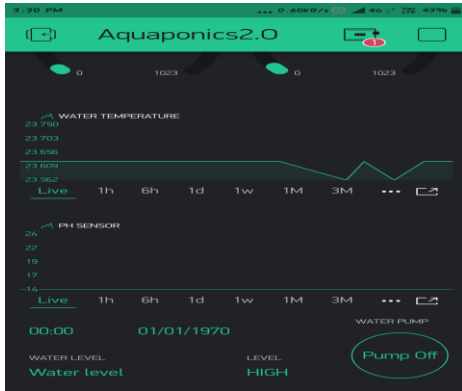 3:30 PM ... 0.60KB/s 4G 43%
Aquaponics2.0
1
0 1023 0 1023
WATER TEMPERATURE
23.750
23.703
23.656
23.609
23.562
Live 1h 6h 1d 1w 1M 3M ...
PH SENSOR
24
22
19
17
-14
Live 1h 6h 1d 1w 1M 3M ...
00:00 01/01/1970
WATER PUMP
Pump Off
WATER LEVEL LEVEL
Water level HIGH